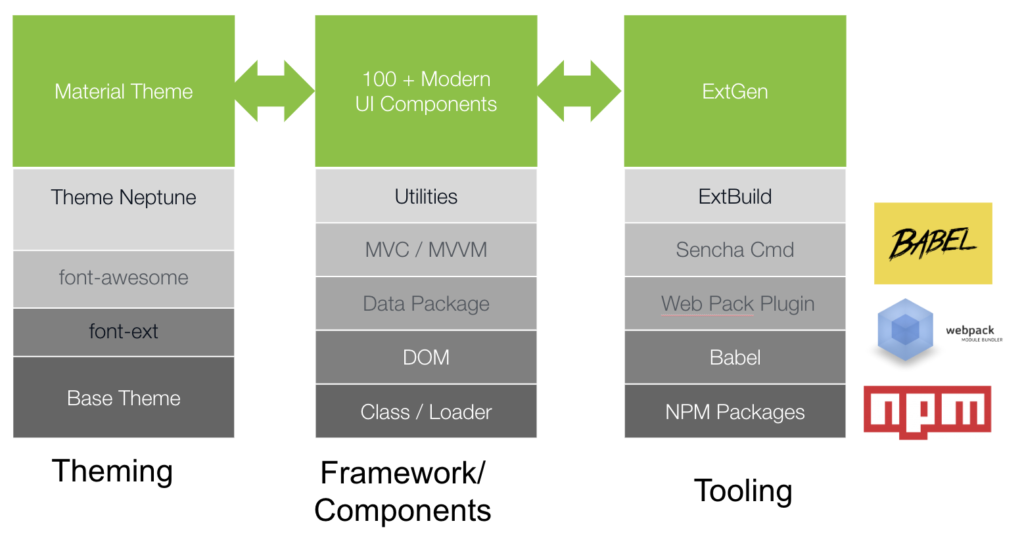 Material Theme
Theme Neptune
font-awesome
font-ext
Base Theme
Theming
100 + Modern
UI Components
Utilities
MVC / MVVM
Data Package
DOM
Class / Loader
Framework/
Components
ExtGen
ExtBuild
Sencha Cmd
Web Pack Plugin
Babel
NPM Packages
Tooling
BABEL
webpack
MODULE BUNDLER
npm